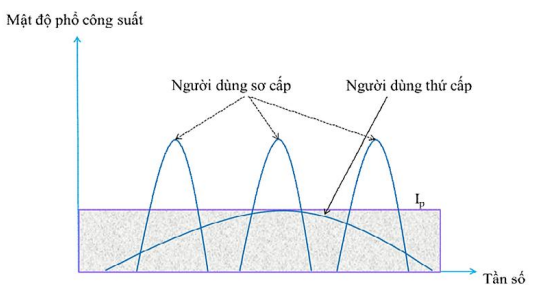 Mật độ phổ công suất
Người dùng sơ cấp
Người dùng thứ cấp
Ip
Tần số